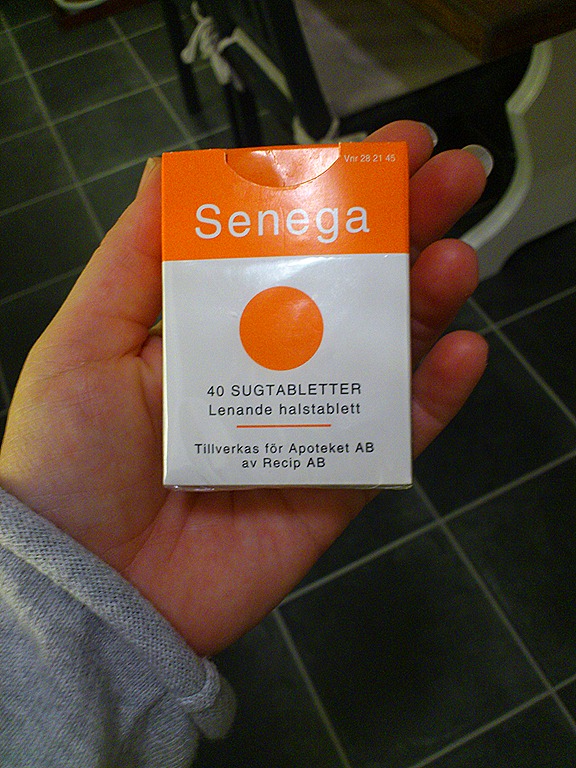 Vnr 28 21 45
Senega
40 SUGTABLETTER
Lenande halstablett
Tillverkas för Apoteket AB
av Recip AB